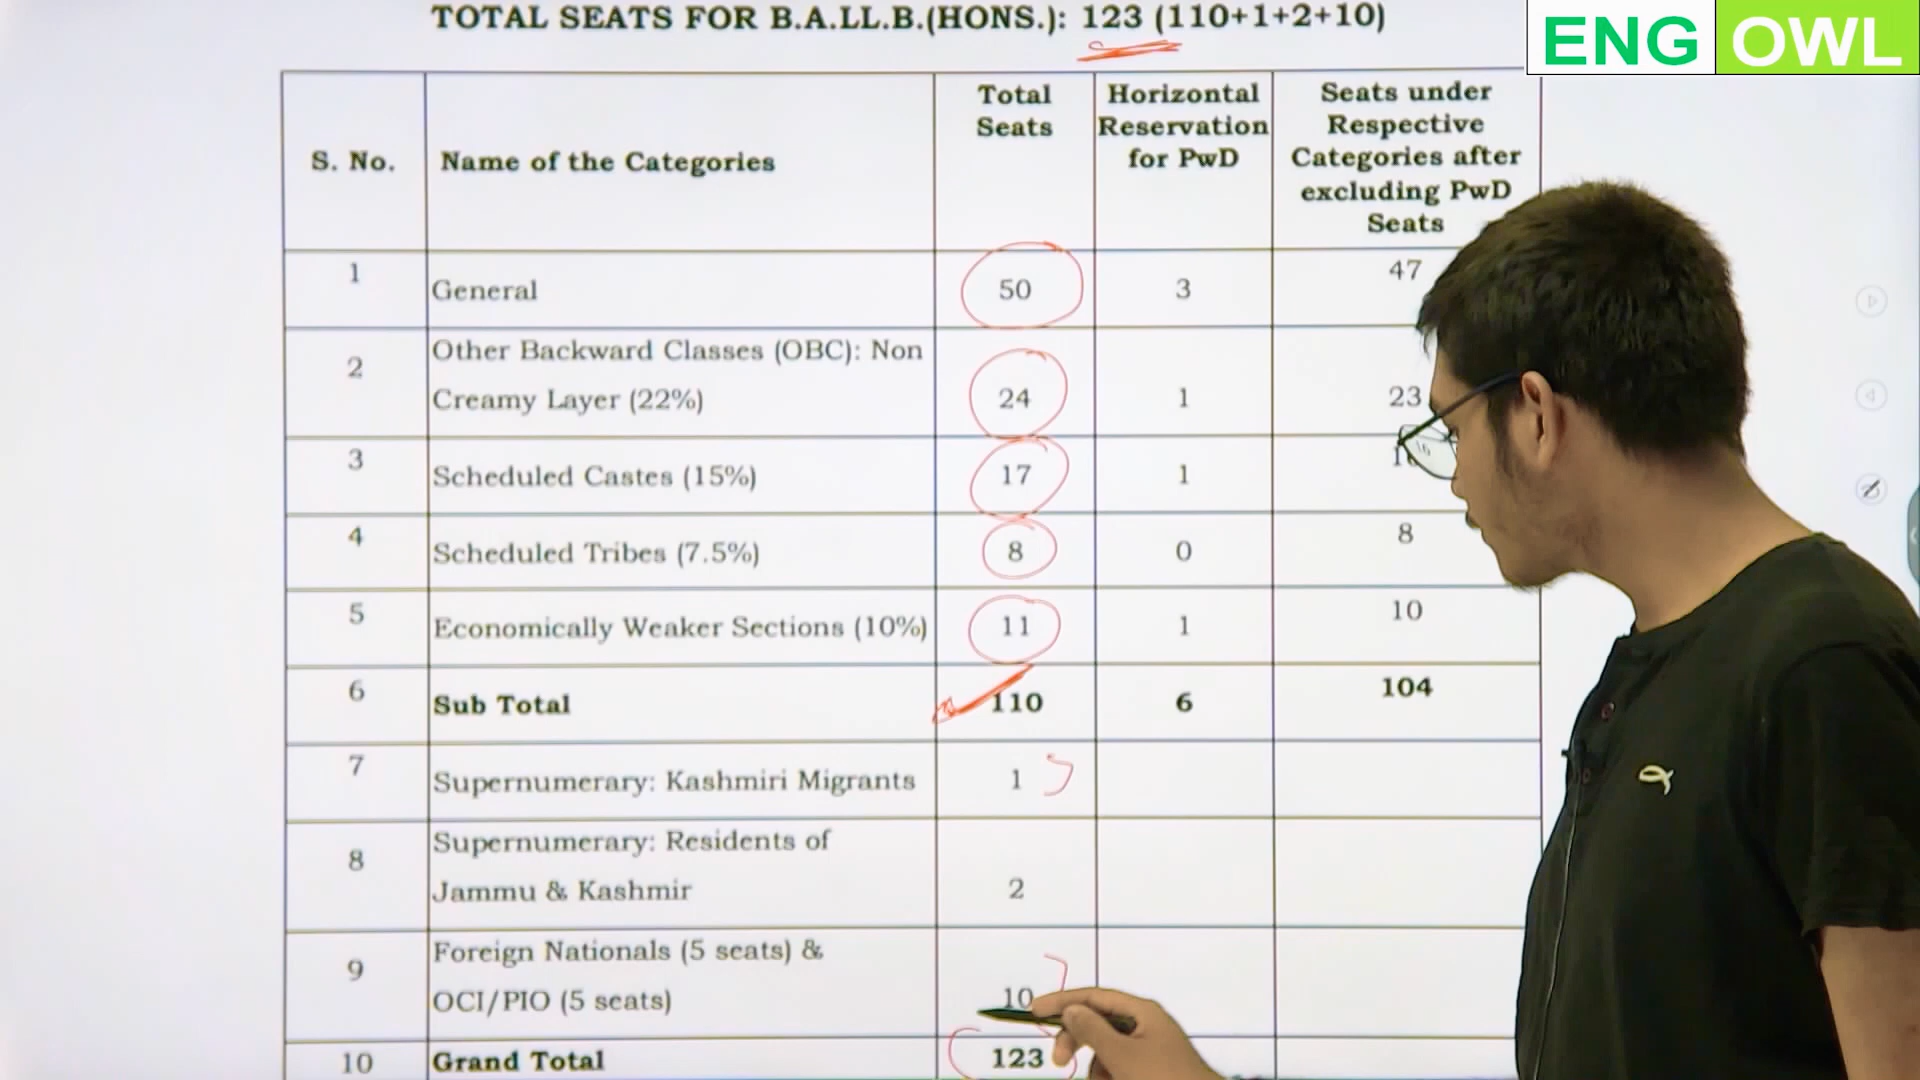 TOTAL SEATS FOR B.A.LL.B.(HONS.): 123 (110+1+2+10)
ENG OWL
S. No.
Name of the Categories
Total
Seats
Horizontal
Reservation
for PwD
Seats under
Respective
Categories after
excluding PwD
Seats
1
General
50
3
47
2
Other Backward Classes (OBC): Non
Creamy Layer (22%)
24
1
23
3
Scheduled Castes (15%)
17
1
4
Scheduled Tribes (7.5%)
8
0
8
5
Economically Weaker Sections (10%)
11
1
10
6
Sub Total
110
6
104
7
Supernumerary: Kashmiri Migrants
1
8
Supernumerary: Residents of
Jammu & Kashmir
2
9
Foreign Nationals (5 seats) &
OCI/PIO (5 seats)
10
10
Grand Total
123